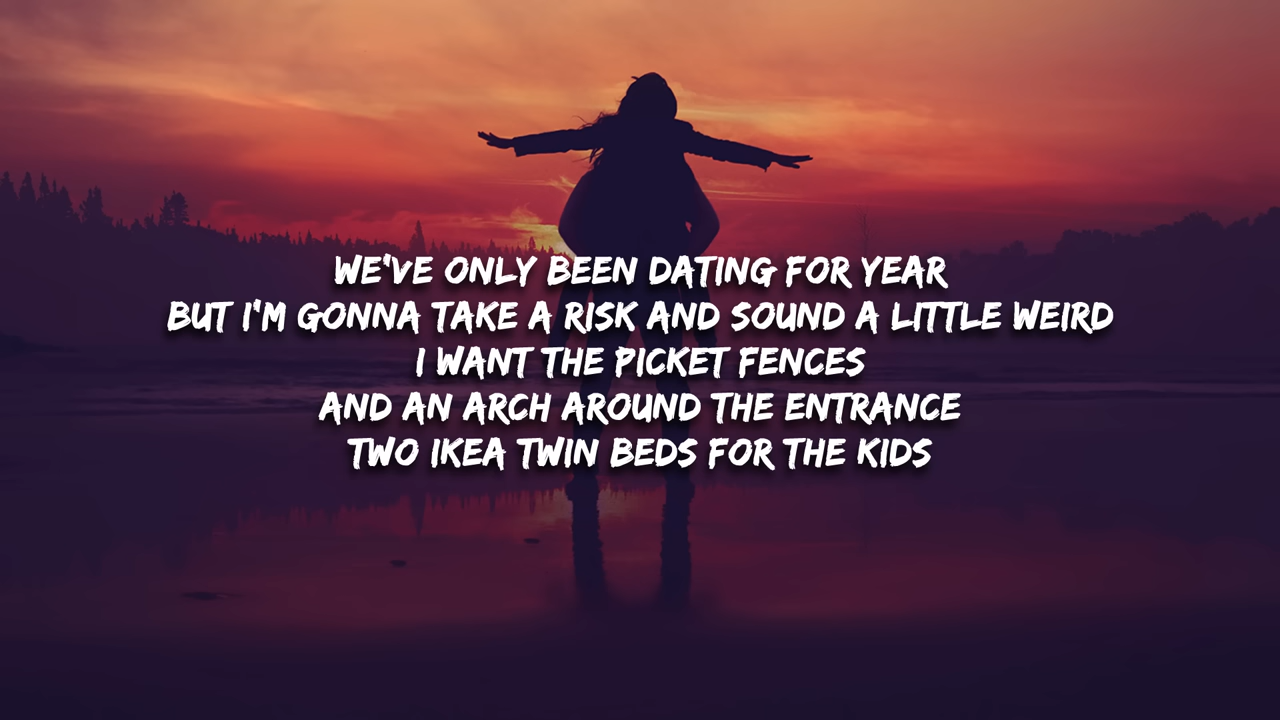 WE'VE ONLY BEEN DATING FOR YEAR
BUT I'M GONNA TAKE A RISK AND SOUND A LITTLE WEIRD
I WANT THE PICKET FENCES
AND AN ARCH AROUND THE ENTRANCE
TWO IKEA TWIN BEDS FOR THE KIDS